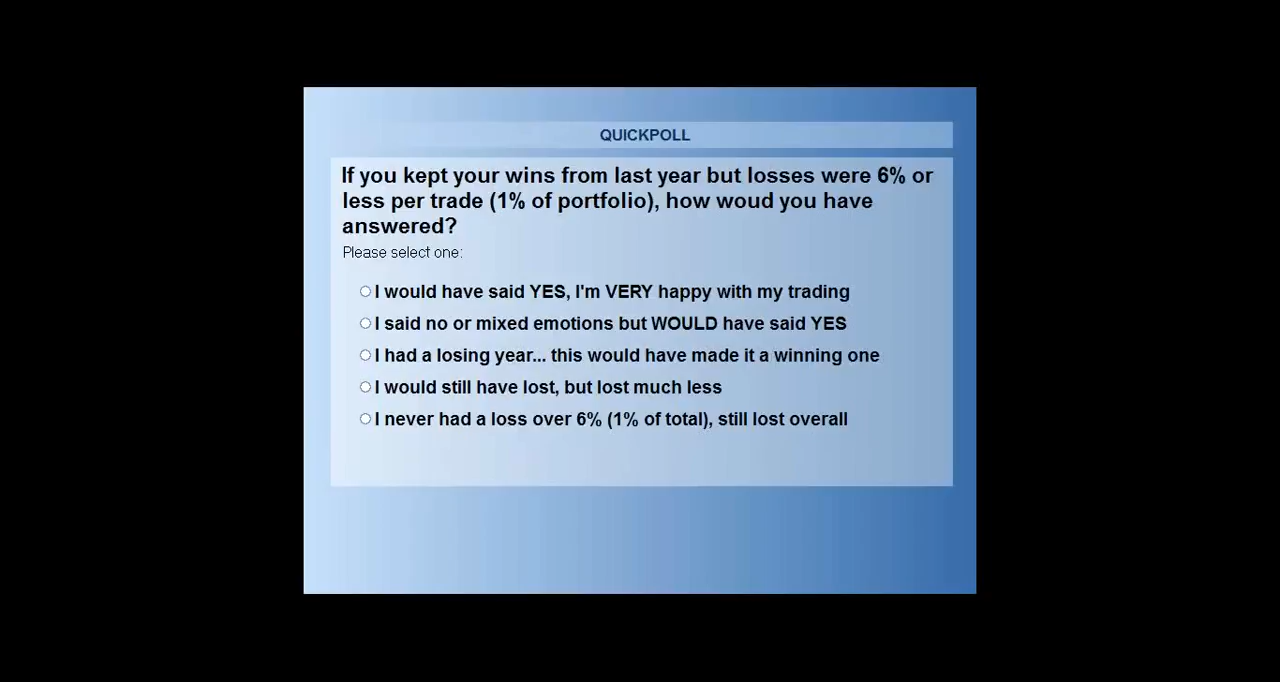 QUICKPOLL
If you kept your wins from last year but losses were 6% or
less per trade (1% of portfolio), how woud you have
answered?
Please select one:
I would have said YES, I'm VERY happy with my trading
I said no or mixed emotions but WOULD have said YES
I had a losing year... this would have made it a winning one
I would still have lost, but lost much less
I never had a loss over 6% (1% of total), still lost overall